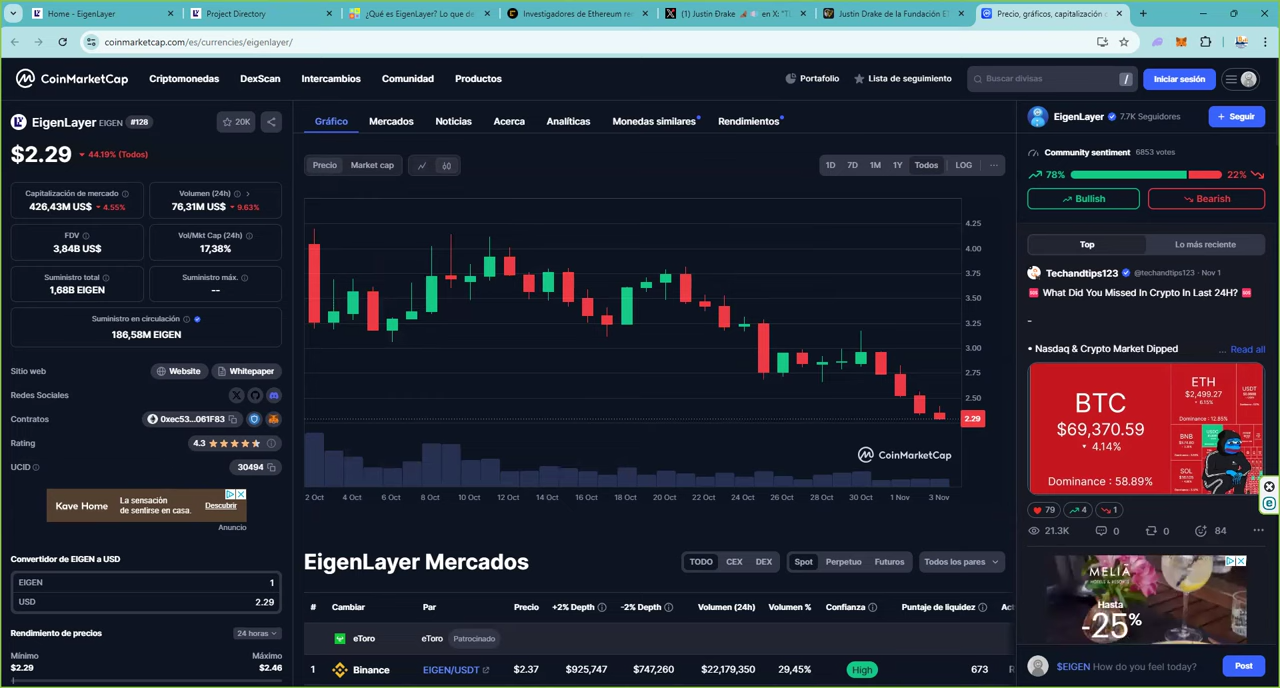 Home - EigenLayer
Project Directory
¿Qué es EigenLayer? Lo que de
Investigadores de Ethereum re
(1) Justin Drake en X: "TL
Justin Drake de la Fundación E
Precio, gráficos, capitalización
coinmarketcap.com/es/currencies/eigenlayer/
CoinMarketCap
Criptomonedas
DexScan
Intercambios
Comunidad
Productos
Portafolio
Lista de seguimiento
Buscar divisas
/
Iniciar sesión
EigenLayer EIGEN #128
20K
$2.29 44.19% (Todos)
Capitalización de mercado
426,43M US$ 4.55%
Volumen (24h)
76,31M US$ 9.63%
FDV
3,84B US$
Vol/Mkt Cap (24h)
17,38%
Suministro total
1,68B EIGEN
Suministro máx.
--
Suministro en circulación
186,58M EIGEN
Sitio web
Website
Whitepaper
Redes Sociales
Contratos
0xec53...061F83
Rating
4.3
UCID
30494
Kave Home
La sensación
de sentirse en casa.
Descubrir
Anuncio
Convertidor de EIGEN a USD
EIGEN 1
USD 2.29
Rendimiento de precios
24 horas
Mínimo
$2.29
Máximo
$2.46
Gráfico
Mercados
Noticias
Acerca
Analíticas
Monedas similares
Rendimientos
Precio
Market cap
1D
7D
1M
1Y
Todos
LOG
4.25
4.00
3.75
3.50
3.25
3.00
2.75
2.50
2.29
CoinMarketCap
2 Oct
4 Oct
6 Oct
8 Oct
10 Oct
12 Oct
14 Oct
16 Oct
18 Oct
20 Oct
22 Oct
24 Oct
26 Oct
28 Oct
30 Oct
1 Nov
3 Nov
EigenLayer Mercados
TODO
CEX
DEX
Spot
Perpetuo
Futuros
Todos los pares
# Cambiar Par Precio +2% Depth -2% Depth Volumen (24h) Volumen % Confianza Puntaje de liquidez
eToro eToro Patrocinado
1 Binance EIGEN/USDT $2.37 $925,747 $747,260 $22,179,350 29,45% High 673
EigenLayer 7.7K Seguidores
+ Seguir
Community sentiment 6853 votes
78%
22%
Bullish
Bearish
Top
Lo más reciente
Techandtips123 @techandtips123 · Nov 1
What Did You Missed In Crypto In Last 24H?
-
• Nasdaq & Crypto Market Dipped
... Read all
BTC
$69,370.59
4.14%
Dominance : 58.89%
ETH
$2,499.27
6.15%
Dominance : 12.85%
USDT
BNB
SOL
79
4
1
21.3K
0
0
84
MELIÁ
HOTELS & RESORTS
Hasta
-25%
$EIGEN How do you feel today?
Post